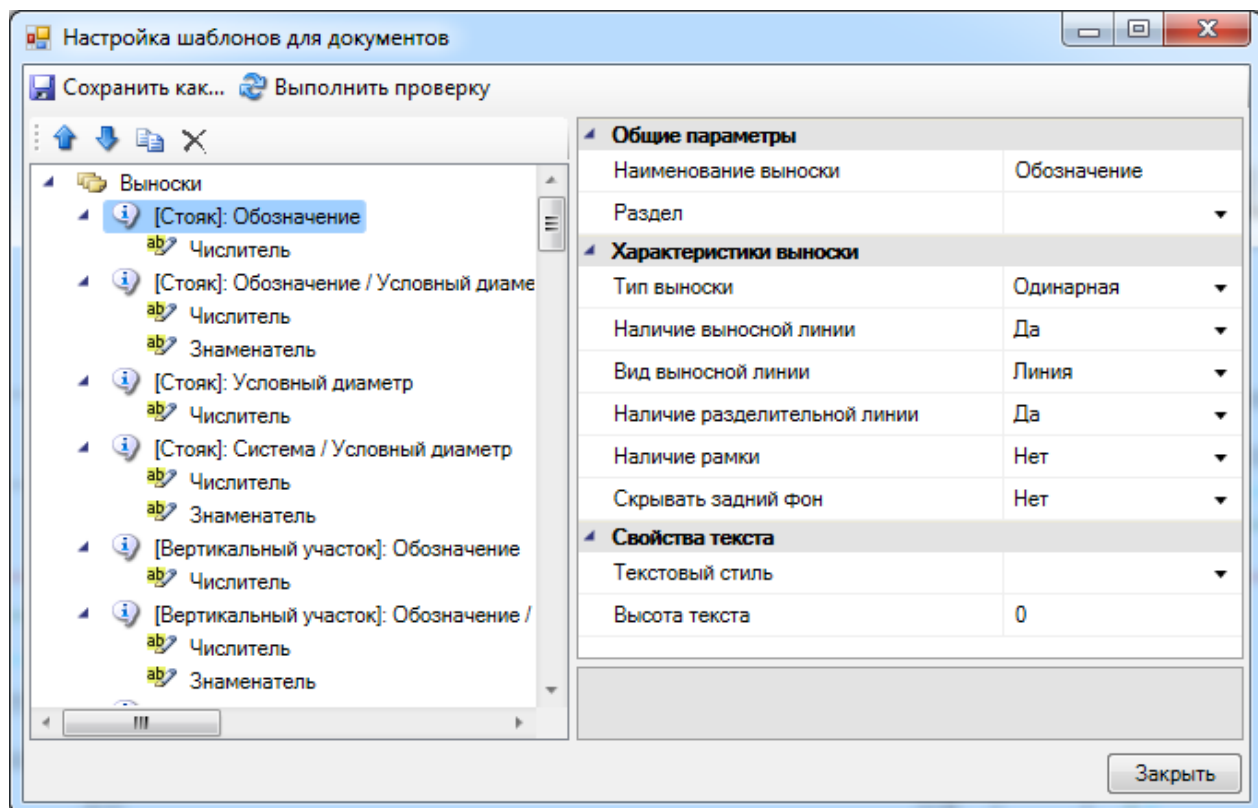 Настройка шаблонов для документов
Сохранить как... Выполнить проверку
Выноски
[Стояк]: Обозначение
Числитель
[Стояк]: Обозначение / Условный диаме
Числитель
Знаменатель
[Стояк]: Условный диаметр
Числитель
[Стояк]: Система / Условный диаметр
Числитель
Знаменатель
[Вертикальный участок]: Обозначение
Числитель
[Вертикальный участок]: Обозначение /
Числитель
Знаменатель
Общие параметры
Наименование выноски Обозначение
Раздел
Характеристики выноски
Тип выноски Одинарная
Наличие выносной линии Да
Вид выносной линии Линия
Наличие разделительной линии Да
Наличие рамки Нет
Скрывать задний фон Нет
Свойства текста
Текстовый стиль
Высота текста 0
Закрыть